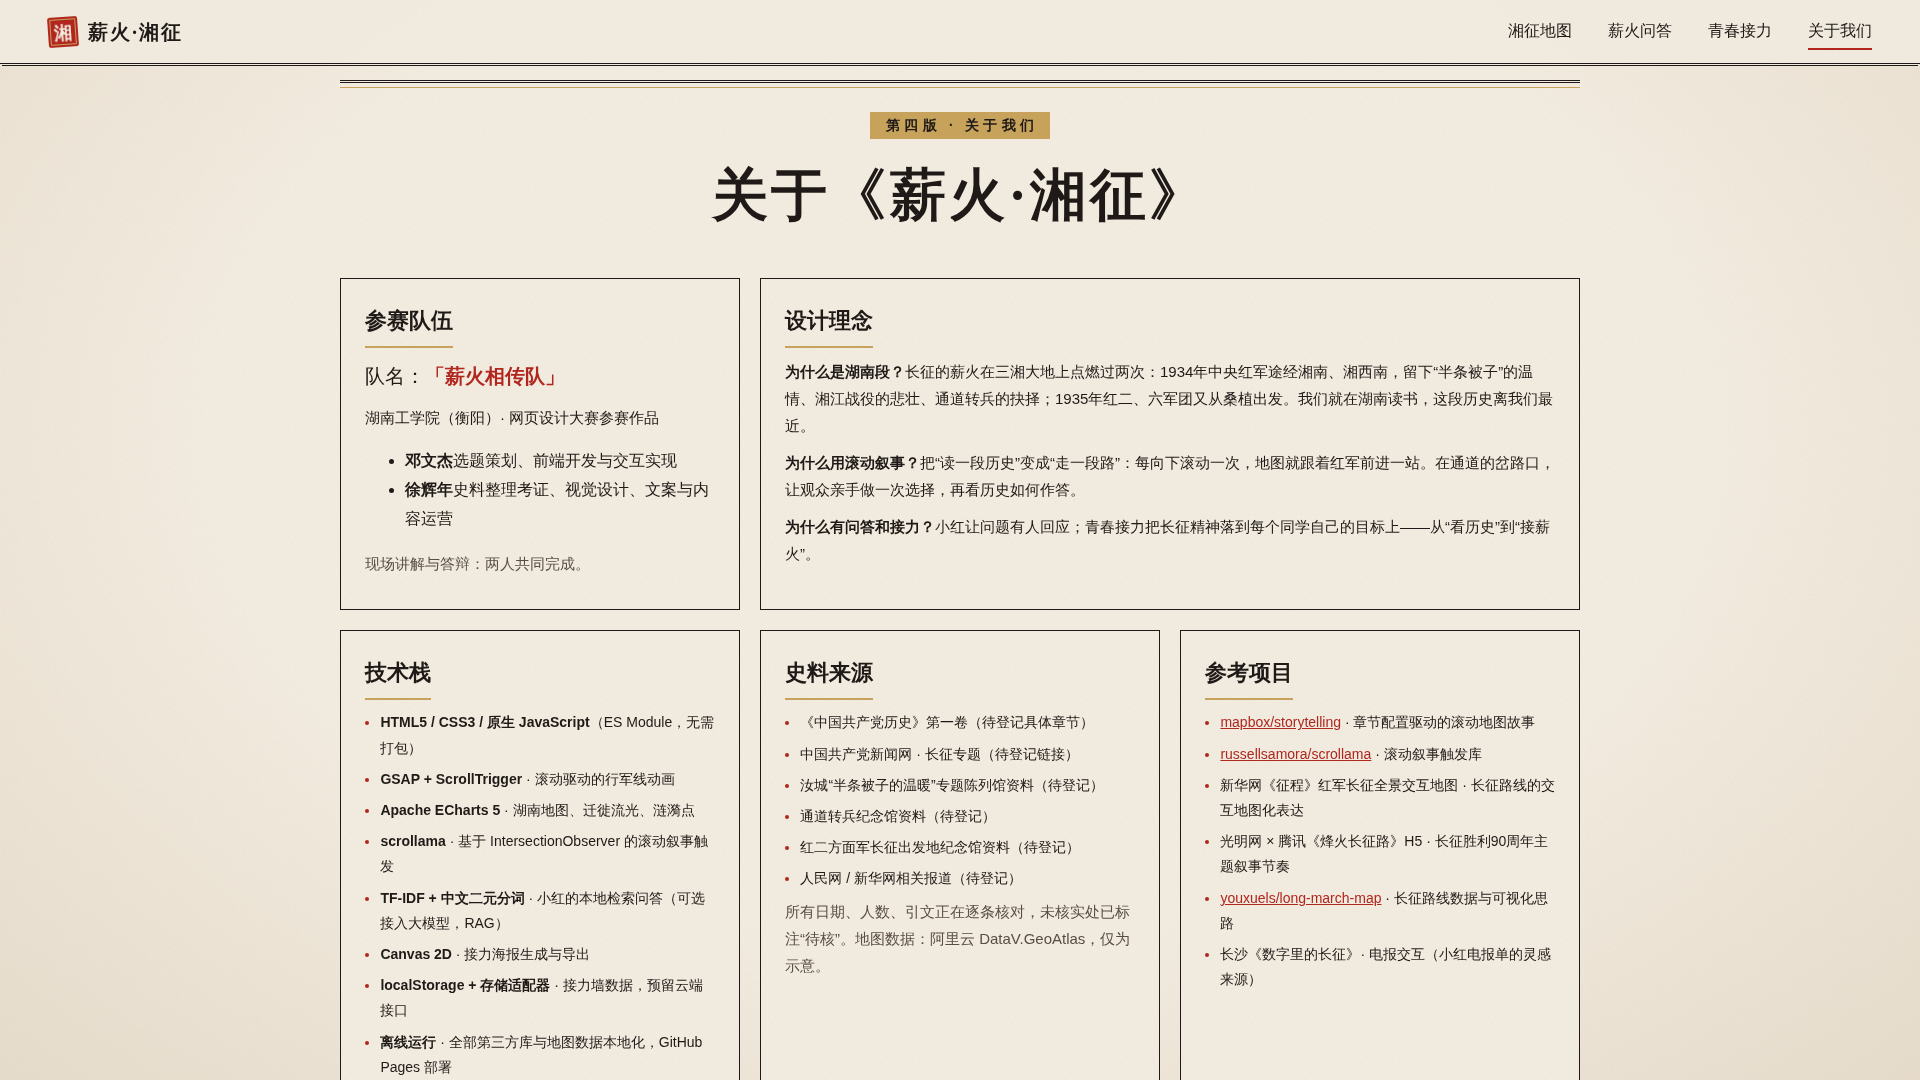 湘 薪火·湘征
湘征地图 薪火问答 青春接力 关于我们
第四版 · 关于我们
关于《薪火·湘征》
参赛队伍
队名：「薪火相传队」
湖南工学院（衡阳）· 网页设计大赛参赛作品
• 邓文杰选题策划、前端开发与交互实现
• 徐辉年史料整理考证、视觉设计、文案与内
容运营
现场讲解与答辩：两人共同完成。
设计理念
为什么是湖南段？长征的薪火在三湘大地上点燃过两次：1934年中央红军途经湘南、湘西南，留下“半条被子”的温
情、湘江战役的悲壮、通道转兵的抉择；1935年红二、六军团又从桑植出发。我们就在湖南读书，这段历史离我们最
近。
为什么用滚动叙事？把“读一段历史”变成“走一段路”：每向下滚动一次，地图就跟着红军前进一站。在通道的岔路口，
让观众亲手做一次选择，再看历史如何作答。
为什么有问答和接力？小红让问题有人回应；青春接力把长征精神落到每个同学自己的目标上——从“看历史”到“接薪
火”。
技术栈
• HTML5 / CSS3 / 原生 JavaScript（ES Module，无需
打包）
• GSAP + ScrollTrigger · 滚动驱动的行军线动画
• Apache ECharts 5 · 湖南地图、迁徙流光、涟漪点
• scrollama · 基于 IntersectionObserver 的滚动叙事触
发
• TF-IDF + 中文二元分词 · 小红的本地检索问答（可选
接入大模型，RAG）
• Canvas 2D · 接力海报生成与导出
• localStorage + 存储适配器 · 接力墙数据，预留云端
接口
• 离线运行 · 全部第三方库与地图数据本地化，GitHub
Pages 部署
史料来源
• 《中国共产党历史》第一卷（待登记具体章节）
• 中国共产党新闻网 · 长征专题（待登记链接）
• 汝城“半条被子的温暖”专题陈列馆资料（待登记）
• 通道转兵纪念馆资料（待登记）
• 红二方面军长征出发地纪念馆资料（待登记）
• 人民网 / 新华网相关报道（待登记）
所有日期、人数、引文正在逐条核对，未核实处已标
注“待核”。地图数据：阿里云 DataV.GeoAtlas，仅为
示意。
参考项目
• mapbox/storytelling · 章节配置驱动的滚动地图故事
• russellsamora/scrollama · 滚动叙事触发库
• 新华网《征程》红军长征全景交互地图 · 长征路线的交
互地图化表达
• 光明网 × 腾讯《烽火长征路》H5 · 长征胜利90周年主
题叙事节奏
• youxuels/long-march-map · 长征路线数据与可视化思
路
• 长沙《数字里的长征》· 电报交互（小红电报单的灵感
来源）